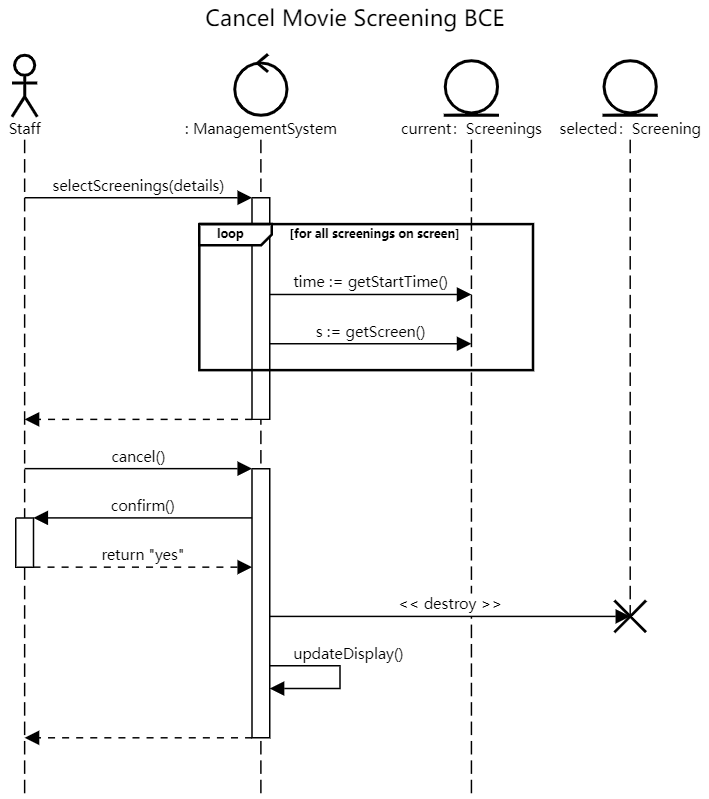 Cancel Movie Screening BCE
Staff
: ManagementSystem
current: Screenings
selected: Screening
selectScreenings(details)
loop
[for all screenings on screen]
time := getStartTime()
s := getScreen()
cancel()
confirm()
return "yes"
<< destroy >>
updateDisplay()